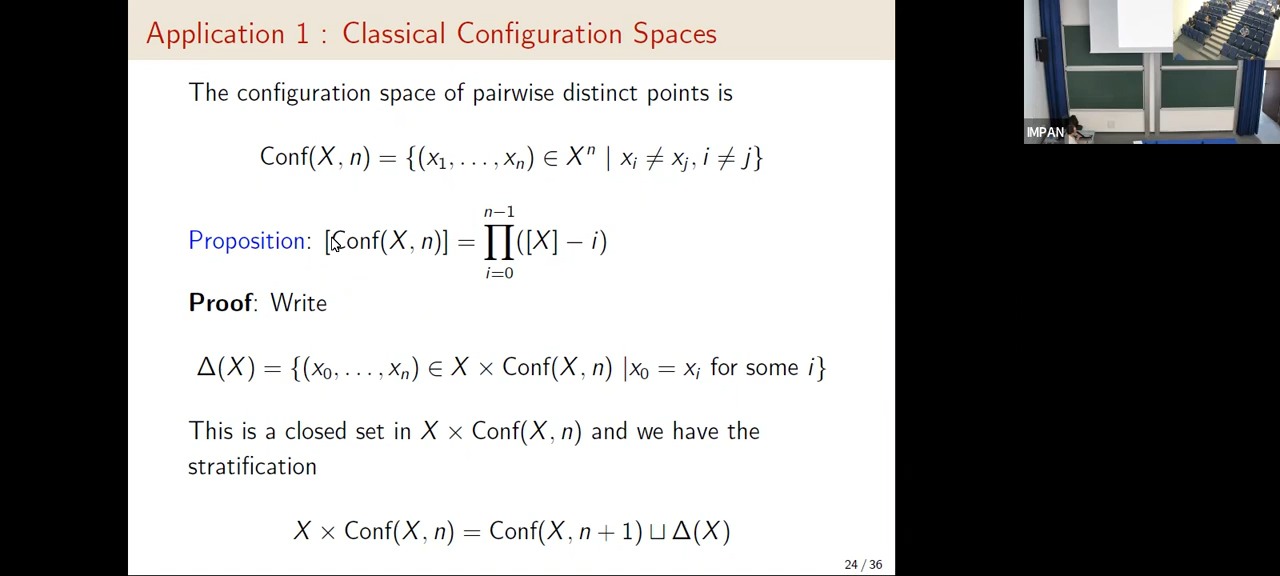 Application 1 : Classical Configuration Spaces
The configuration space of pairwise distinct points is
Conf(X, n) = {(x₁, . . . , xₙ) ∈ Xⁿ | xᵢ ≠ xⱼ, i ≠ j}
n−1
Proposition: [Conf(X, n)] = ∏([X] − i)
i=0
Proof: Write
Δ(X) = {(x₀, . . . , xₙ) ∈ X × Conf(X, n) |x₀ = xᵢ for some i}
This is a closed set in X × Conf(X, n) and we have the
stratification
X × Conf(X, n) = Conf(X, n + 1) ⊔ Δ(X)
24 / 36
IMPAN